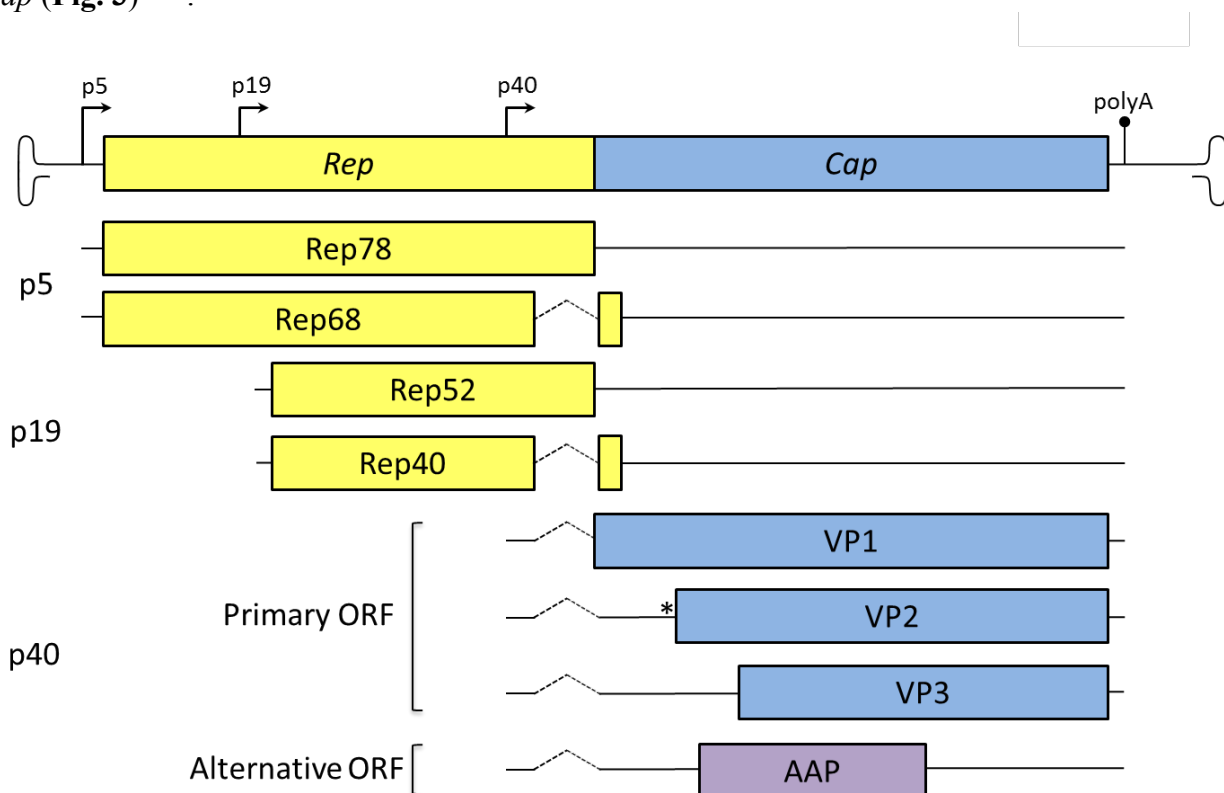 p5 p19 p40
polyA
Rep Cap
Rep78
p5
Rep68
Rep52
p19
Rep40
VP1
Primary ORF * VP2
p40
VP3
Alternative ORF AAP